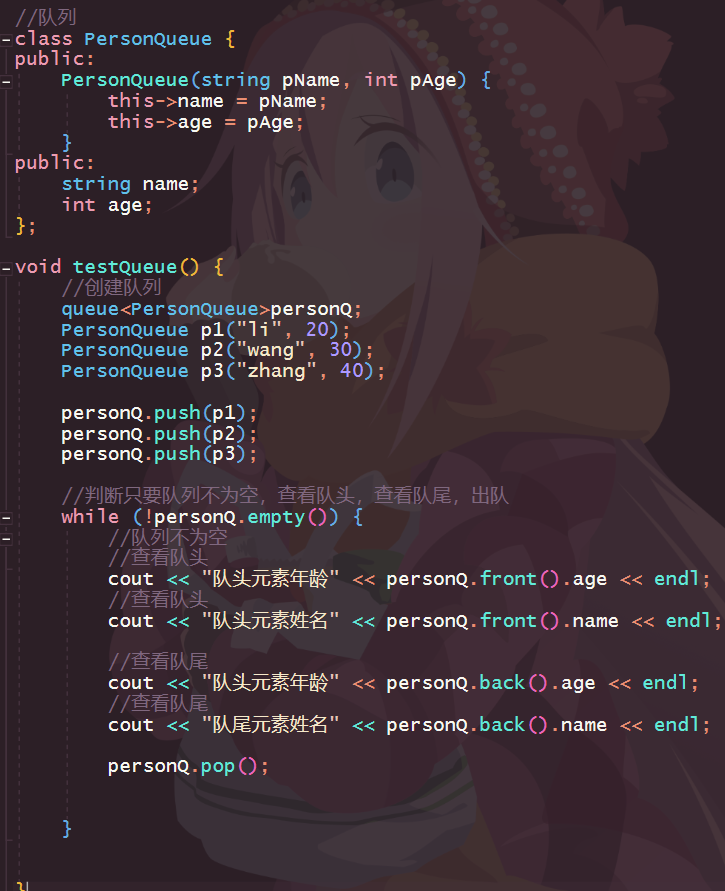 //队列
class PersonQueue {
public:
    PersonQueue(string pName, int pAge) {
        this->name = pName;
        this->age = pAge;
    }
public:
    string name;
    int age;
};
void testQueue() {
    //创建队列
    queue<PersonQueue>personQ;
    PersonQueue p1("li", 20);
    PersonQueue p2("wang", 30);
    PersonQueue p3("zhang", 40);
    personQ.push(p1);
    personQ.push(p2);
    personQ.push(p3);
    //判断只要队列不为空，查看队头，查看队尾，出队
    while (!personQ.empty()) {
        //队列不为空
        //查看队头
        cout << "队头元素年龄" << personQ.front().age << endl;
        //查看队头
        cout << "队头元素姓名" << personQ.front().name << endl;
        //查看队尾
        cout << "队头元素年龄" << personQ.back().age << endl;
        //查看队尾
        cout << "队尾元素姓名" << personQ.back().name << endl;
        personQ.pop();
    }
}